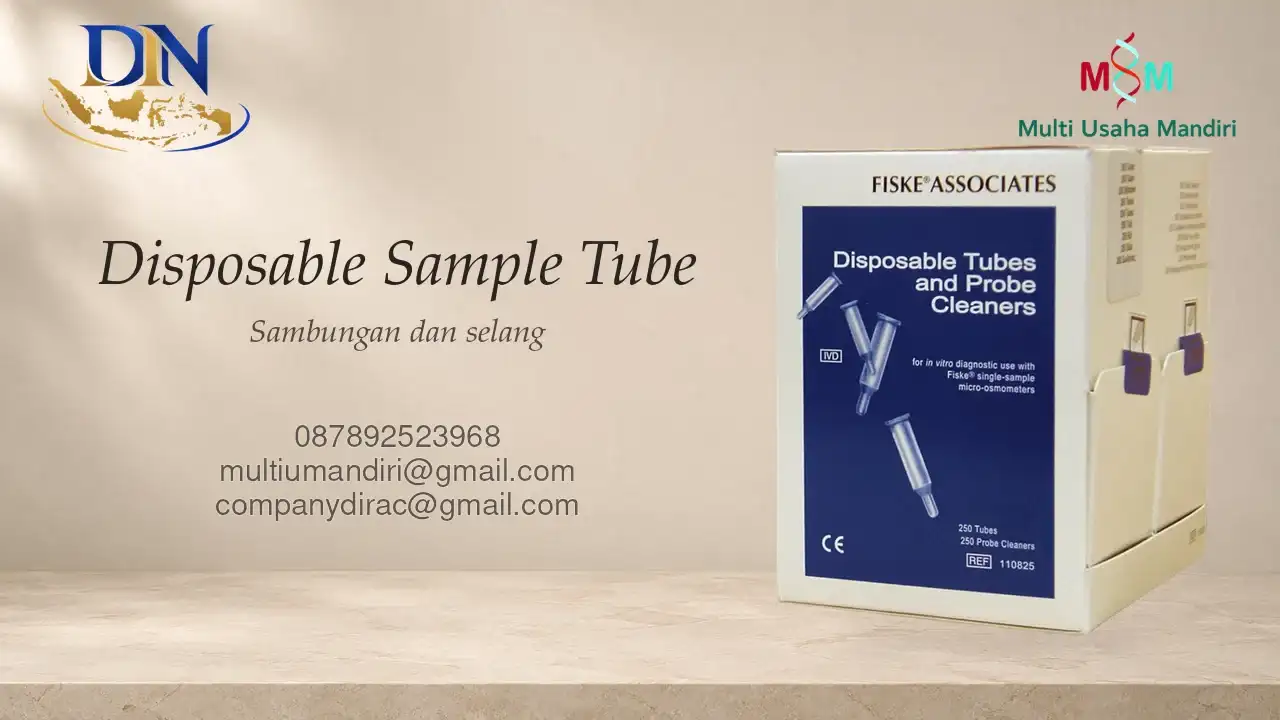 DIN
MSM
Multi Usaha Mandiri
Disposable Sample Tube
Sambungan dan selang
087892523968
multiumandiri@gmail.com
companydirac@gmail.com
FISKE®ASSOCIATES
Disposable Tubes
and Probe
Cleaners
IVD
for in vitro diagnostic use with
Fiske® single-sample
micro-osmometers
CE
250 Tubes
250 Probe Cleaners
REF 110825